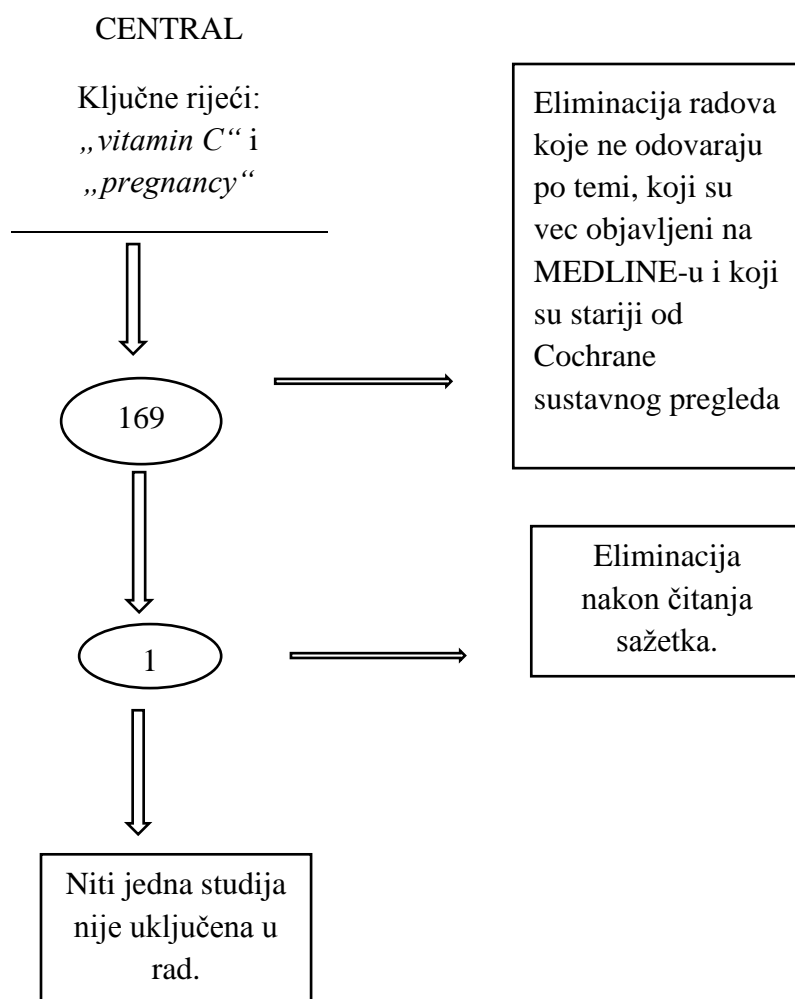 CENTRAL
Ključne rijeći:
„vitamin C“ i
„pregnancy“
Eliminacija radova
koje ne odovaraju
po temi, koji su
vec objavljeni na
MEDLINE-u i koji
su stariji od
Cochrane
sustavnog pregleda
169
Eliminacija
nakon čitanja
sažetka.
1
Niti jedna studija
nije uključena u
rad.